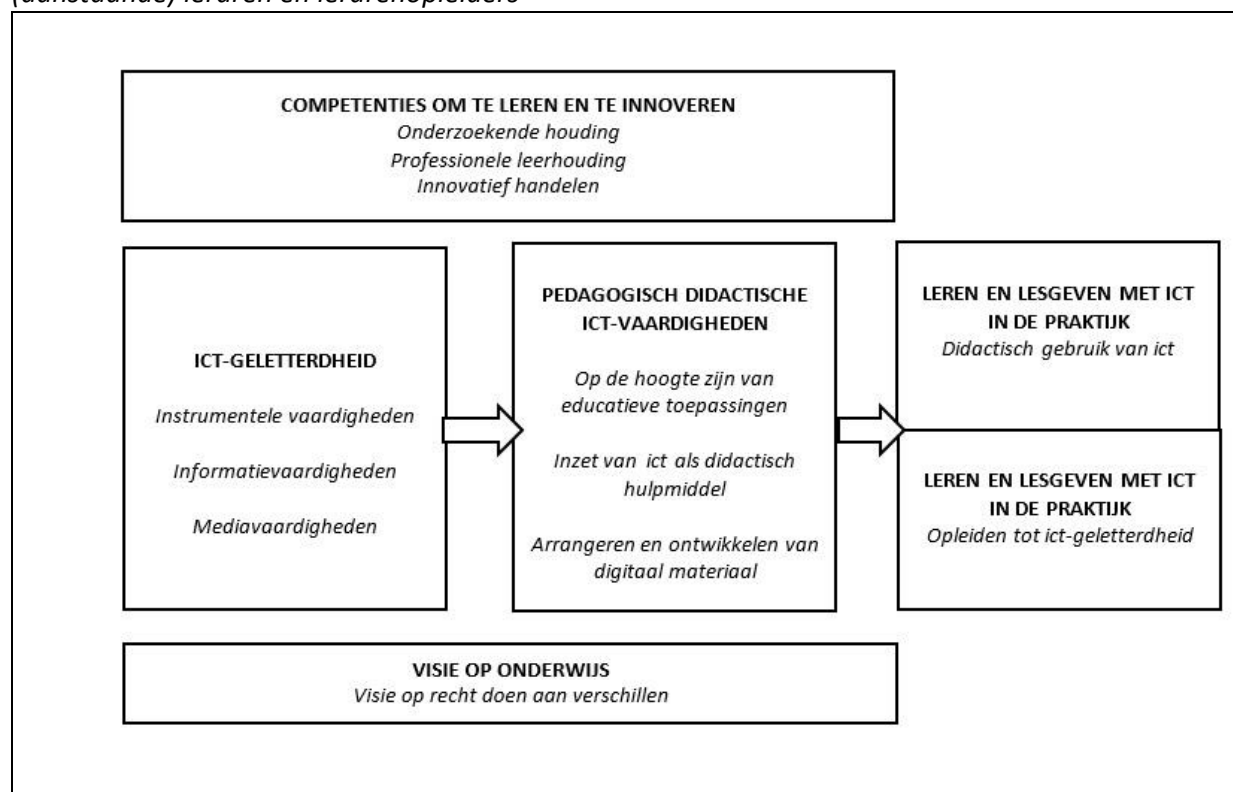 (aanstaande) leraren en lerarenopleiders
COMPETENTIES OM TE LEREN EN TE INNOVEREN
Onderzoekende houding
Professionele leerhouding
Innovatief handelen
ICT-GELETTERDHEID
Instrumentele vaardigheden
Informatievaardigheden
Mediavaardigheden
PEDAGOGISCH DIDACTISCHE
ICT-VAARDIGHEDEN
Op de hoogte zijn van
educatieve toepassingen
Inzet van ict als didactisch
hulpmiddel
Arrangeren en ontwikkelen van
digitaal materiaal
LEREN EN LESGEVEN MET ICT
IN DE PRAKTIJK
Didactisch gebruik van ict
LEREN EN LESGEVEN MET ICT
IN DE PRAKTIJK
Opleiden tot ict-geletterdheid
VISIE OP ONDERWIJS
Visie op recht doen aan verschillen